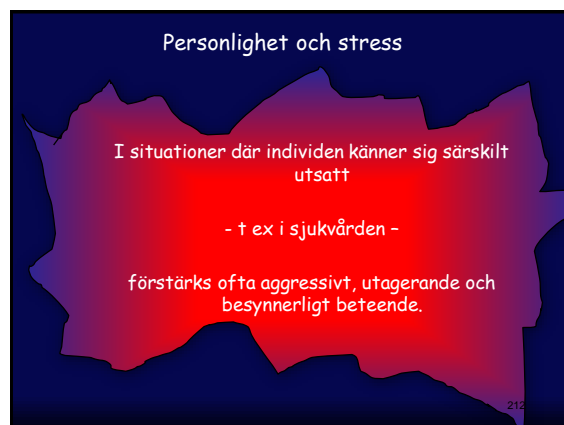 Personlighet och stress
I situationer där individen känner sig särskilt
utsatt
- t ex i sjukvården –
förstärks ofta aggressivt, utagerande och
besynnerligt beteende.
212